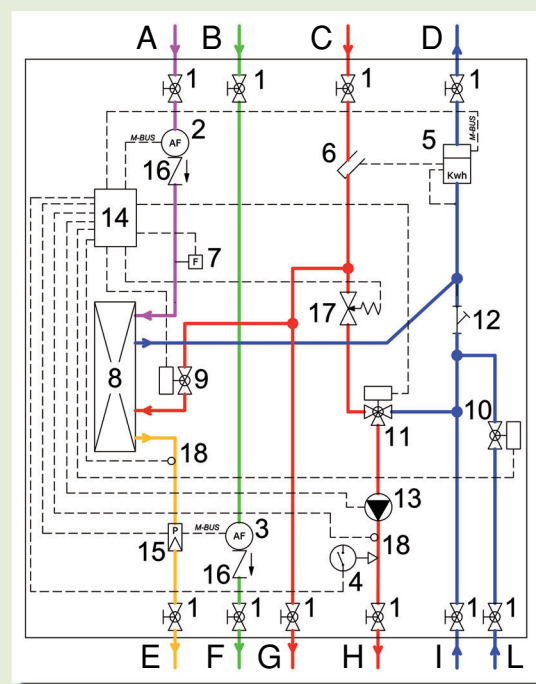 A B C D
1 1 1 1
2 5
M-BUS AF M-BUS
16 6 Kwh
14
7
F
17 12
8 9 10
11
18
13
M-BUS 3 18
P AF
15 16 4
1 1 1 1 1 1
E F G H I L